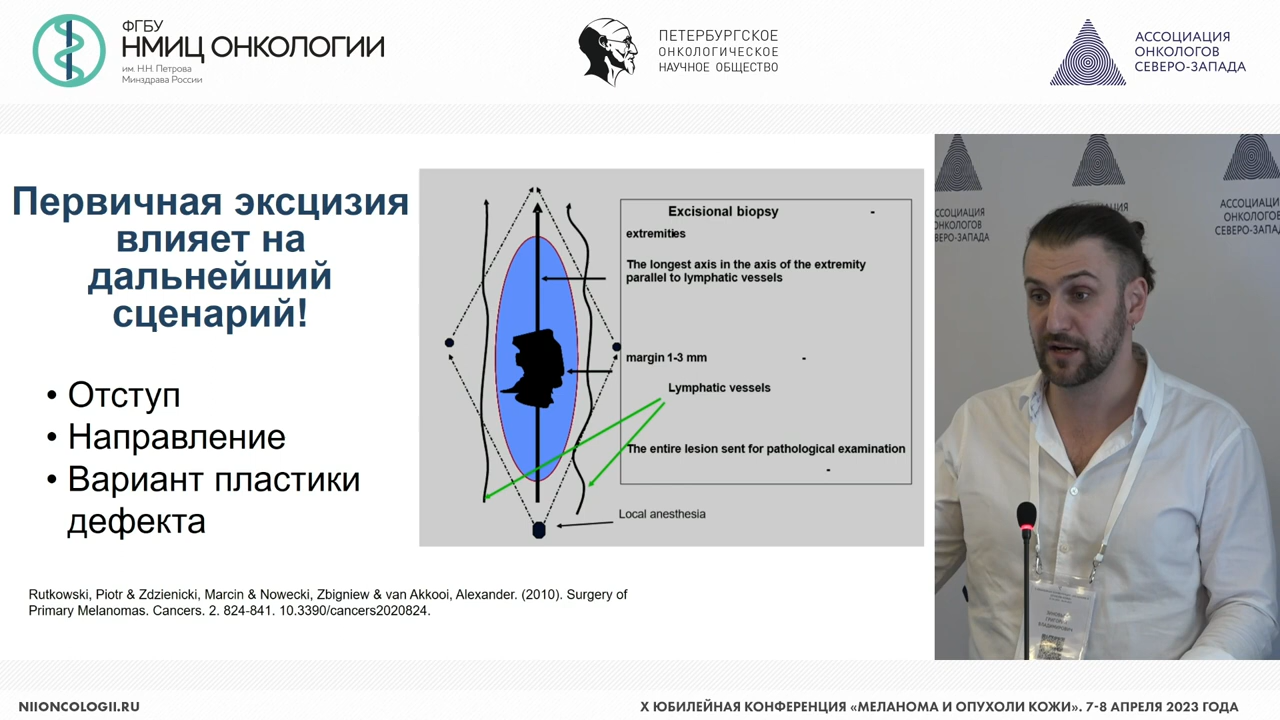 ФГБУ
НМИЦ ОНКОЛОГИИ
им. Н.Н. Петрова
Минздрава России
ПЕТЕРБУРГСКОЕ
ОНКОЛОГИЧЕСКОЕ
НАУЧНОЕ ОБЩЕСТВО
АССОЦИАЦИЯ
ОНКОЛОГОВ
СЕВЕРО-ЗАПАДА
Первичная эксцизия
влияет на
дальнейший
сценарий!
• Отступ
• Направление
• Вариант пластики
дефекта
Excisional biopsy -
extremities
The longest axis in the axis of the extremity
parallel to lymphatic vessels
margin 1-3 mm -
Lymphatic vessels
The entire lesion sent for pathological examination
-
Local anesthesia
Rutkowski, Piotr & Zdzienicki, Marcin & Nowecki, Zbigniew & van Akkooi, Alexander. (2010). Surgery of
Primary Melanomas. Cancers. 2. 824-841. 10.3390/cancers2020824.
АССОЦИАЦИЯ
ОНКОЛОГОВ
СЕВЕРО-ЗАПАДА
ГРИГОРИЙ
ВЛАДИМИРОВИЧ
NIIONCOLOGII.RU
X ЮБИЛЕЙНАЯ КОНФЕРЕНЦИЯ «МЕЛАНОМА И ОПУХОЛИ КОЖИ». 7-8 АПРЕЛЯ 2023 ГОДА